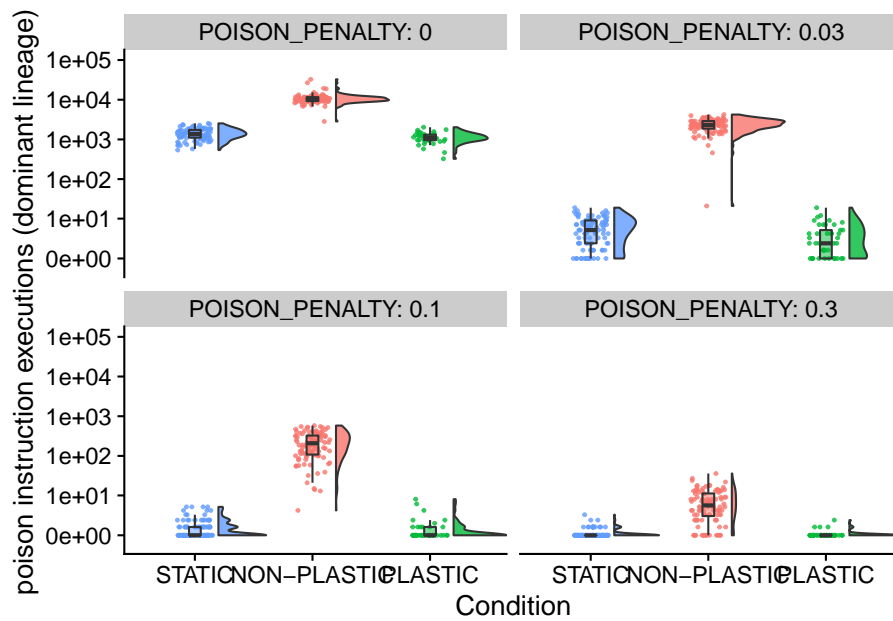 POISON_PENALTY: 0
POISON_PENALTY: 0.03
1e+05
1e+04
1e+03
1e+02
1e+01
0e+00
POISON_PENALTY: 0.1
POISON_PENALTY: 0.3
1e+05
1e+04
1e+03
1e+02
1e+01
0e+00
STATIC NON−PLASTIC PLASTIC
STATIC NON−PLASTIC PLASTIC
Condition
poison instruction executions (dominant lineage)